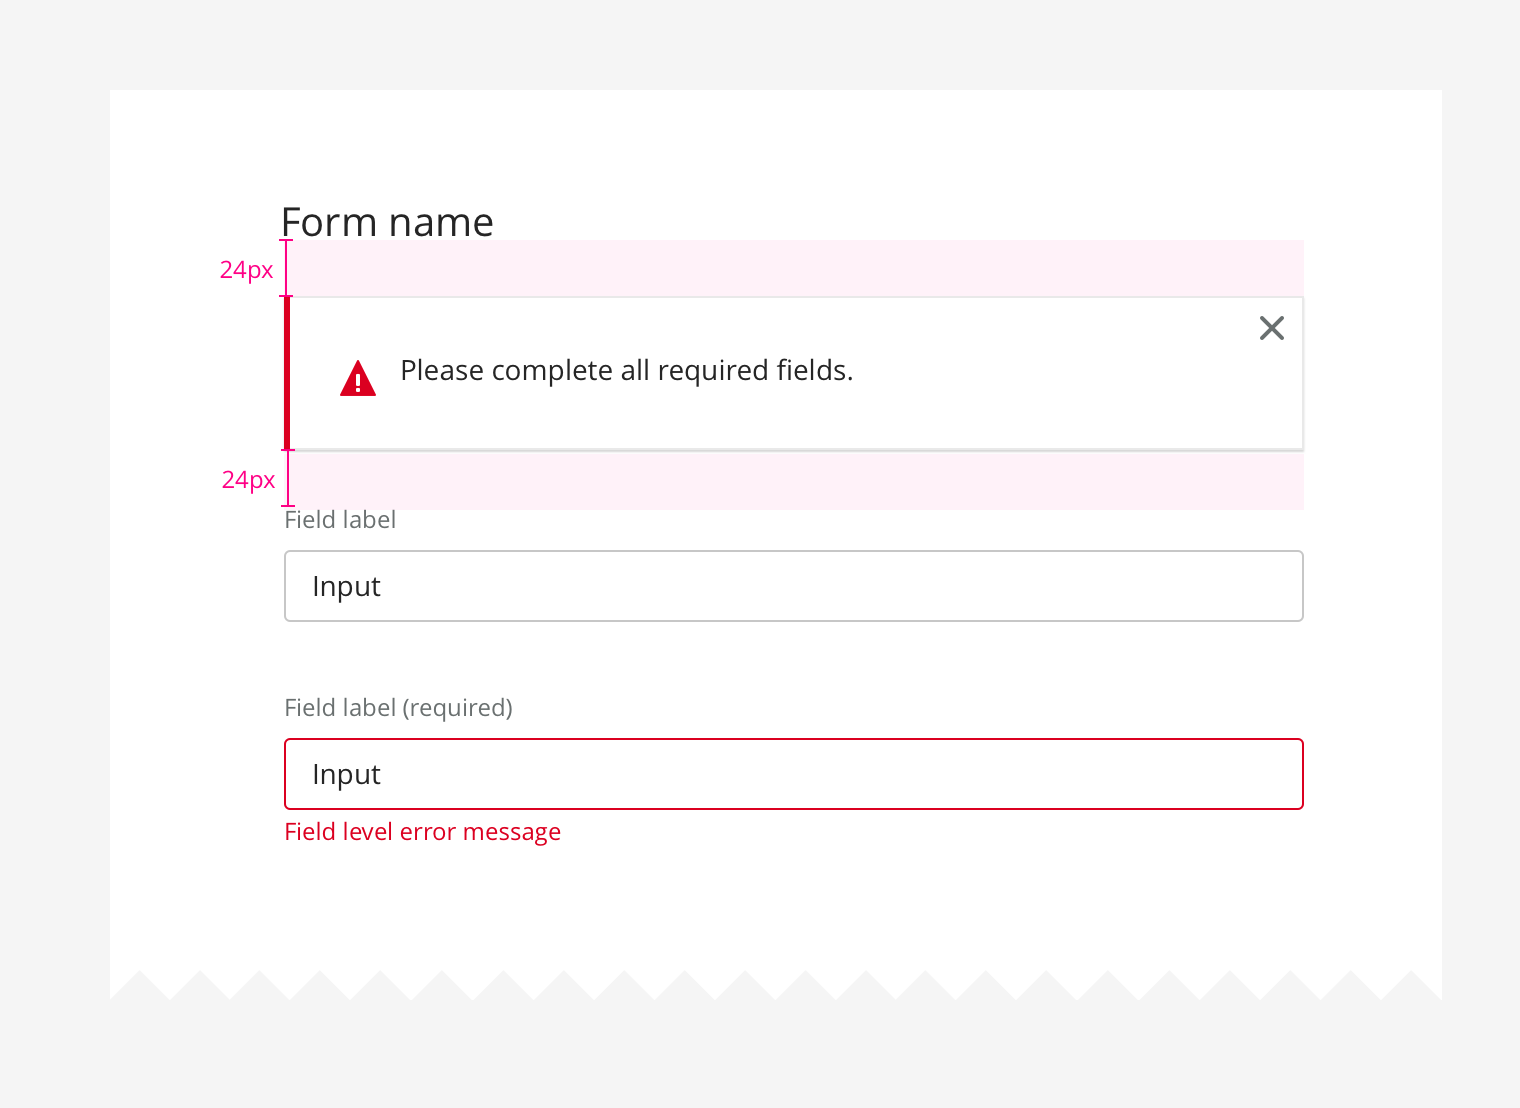 Form name
24px
Please complete all required fields.
24px
Field label
Input
Field label (required)
Input
Field level error message